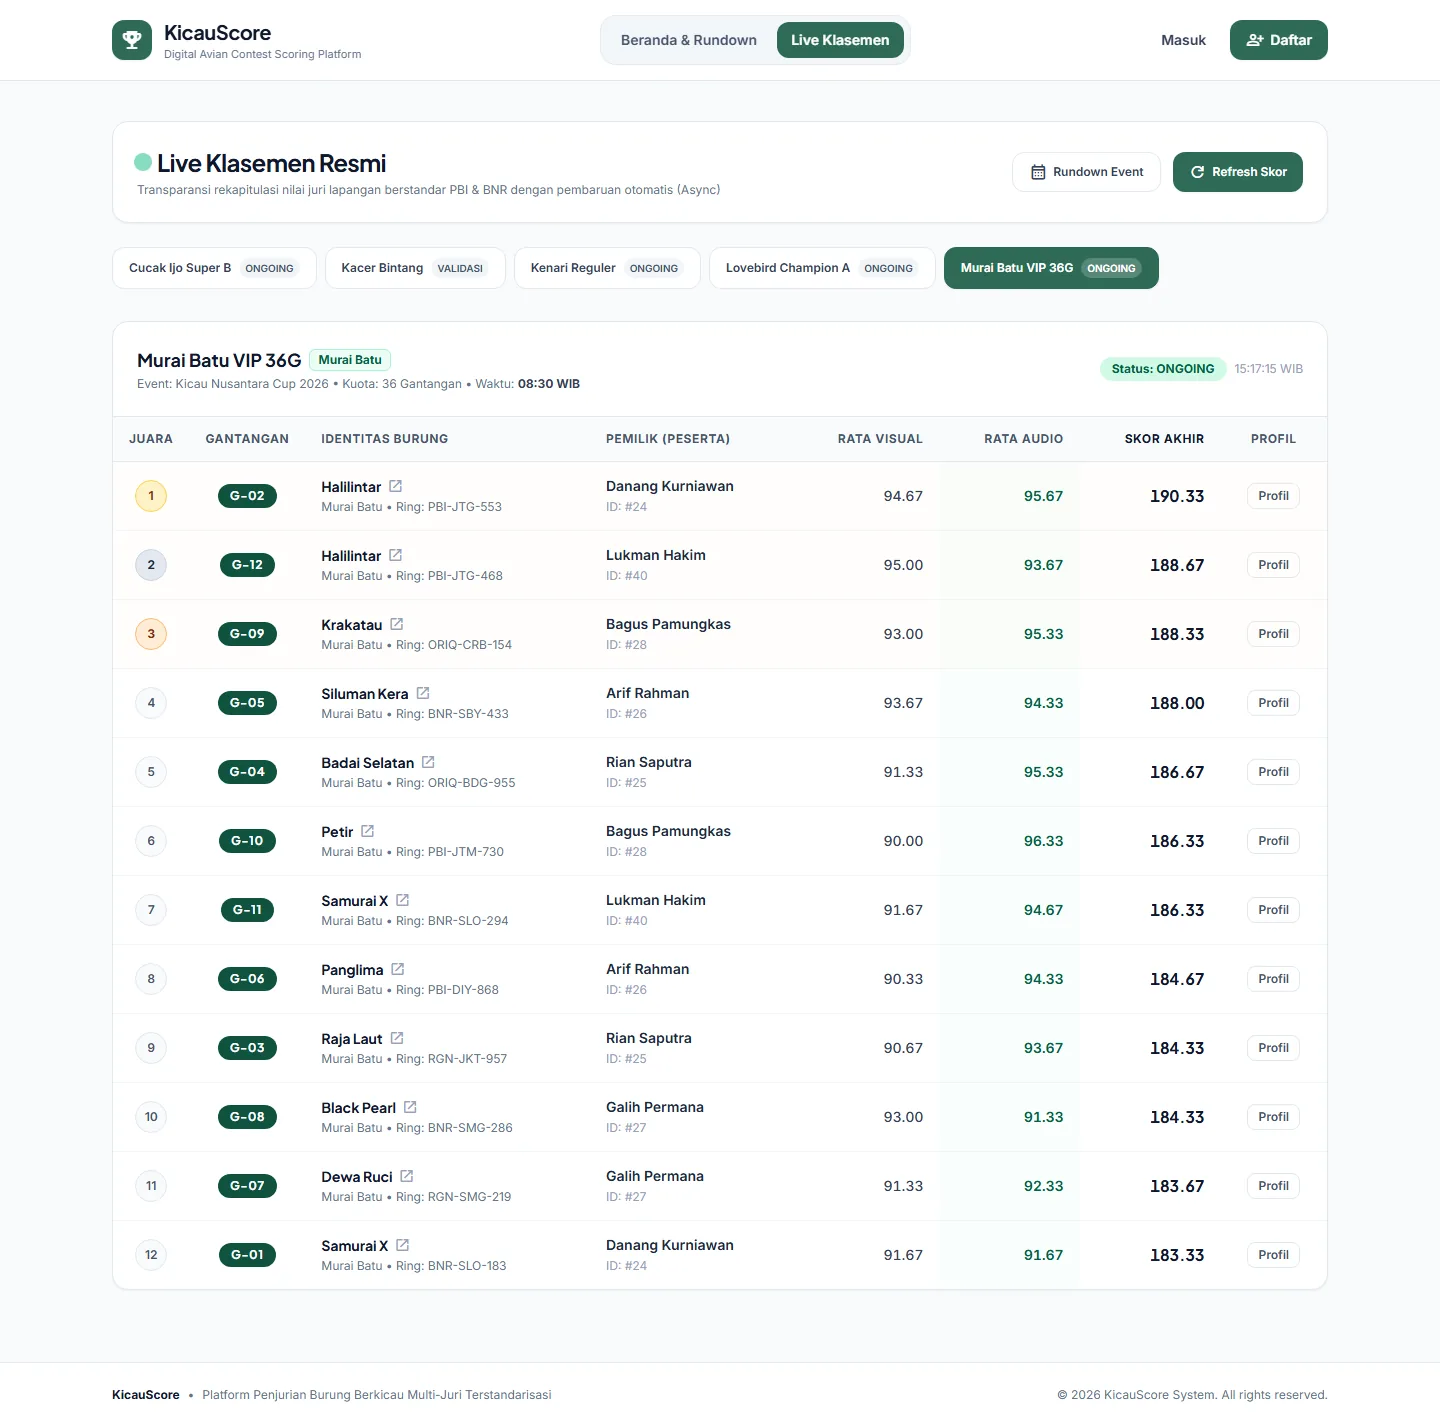 KicauScore
Digital Avian Contest Scoring Platform
Beranda & Rundown
Live Klasemen
Masuk
Daftar
Live Klasemen Resmi
Transparansi rekapitulasi nilai juri lapangan berstandar PBI & BNR dengan pembaruan otomatis (Async)
Rundown Event
Refresh Skor
Cucak Ijo Super B ONGOING
Kacer Bintang VALIDASI
Kenari Reguler ONGOING
Lovebird Champion A ONGOING
Murai Batu VIP 36G ONGOING
Murai Batu VIP 36G Murai Batu
Event: Kicau Nusantara Cup 2026 • Kuota: 36 Gantangan • Waktu: 08:30 WIB
Status: ONGOING 15:17:15 WIB
JUARA GANTANGAN IDENTITAS BURUNG PEMILIK (PESERTA) RATA VISUAL RATA AUDIO SKOR AKHIR PROFIL
1 G-02 Halilintar Danang Kurniawan 94.67 95.67 190.33 Profil
Murai Batu • Ring: PBI-JTG-553 ID: #24
2 G-12 Halilintar Lukman Hakim 95.00 93.67 188.67 Profil
Murai Batu • Ring: PBI-JTG-468 ID: #40
3 G-09 Krakatau Bagus Pamungkas 93.00 95.33 188.33 Profil
Murai Batu • Ring: ORIQ-CRB-154 ID: #28
4 G-05 Siluman Kera Arif Rahman 93.67 94.33 188.00 Profil
Murai Batu • Ring: BNR-SBY-433 ID: #26
5 G-04 Badai Selatan Rian Saputra 91.33 95.33 186.67 Profil
Murai Batu • Ring: ORIQ-BDG-955 ID: #25
6 G-10 Petir Bagus Pamungkas 90.00 96.33 186.33 Profil
Murai Batu • Ring: PBI-JTM-730 ID: #28
7 G-11 Samurai X Lukman Hakim 91.67 94.67 186.33 Profil
Murai Batu • Ring: BNR-SLO-294 ID: #40
8 G-06 Panglima Arif Rahman 90.33 94.33 184.67 Profil
Murai Batu • Ring: PBI-DIY-868 ID: #26
9 G-03 Raja Laut Rian Saputra 90.67 93.67 184.33 Profil
Murai Batu • Ring: RGN-JKT-957 ID: #25
10 G-08 Black Pearl Galih Permana 93.00 91.33 184.33 Profil
Murai Batu • Ring: BNR-SMG-286 ID: #27
11 G-07 Dewa Ruci Galih Permana 91.33 92.33 183.67 Profil
Murai Batu • Ring: RGN-SMG-219 ID: #27
12 G-01 Samurai X Danang Kurniawan 91.67 91.67 183.33 Profil
Murai Batu • Ring: BNR-SLO-183 ID: #24
KicauScore • Platform Penjurian Burung Berkicau Multi-Juri Terstandarisasi
© 2026 KicauScore System. All rights reserved.